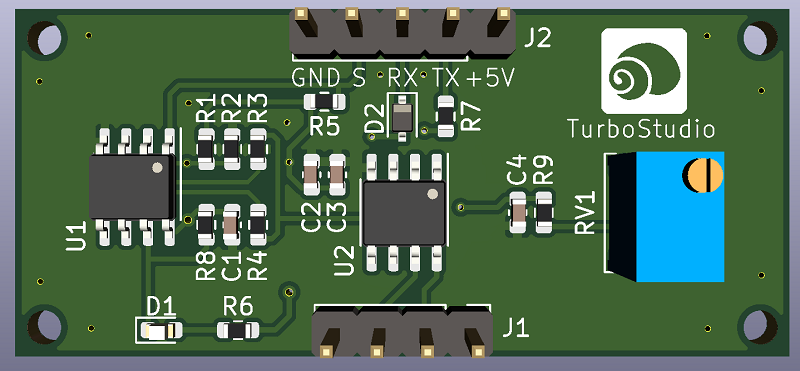 J2
GND S RX TX +5V
R1 R2 R3
R5
D2
R7
TurboStudio
C4 R9
RV1
U1
C2 C3
U2
R8 C1 R4
D1 R6
J1